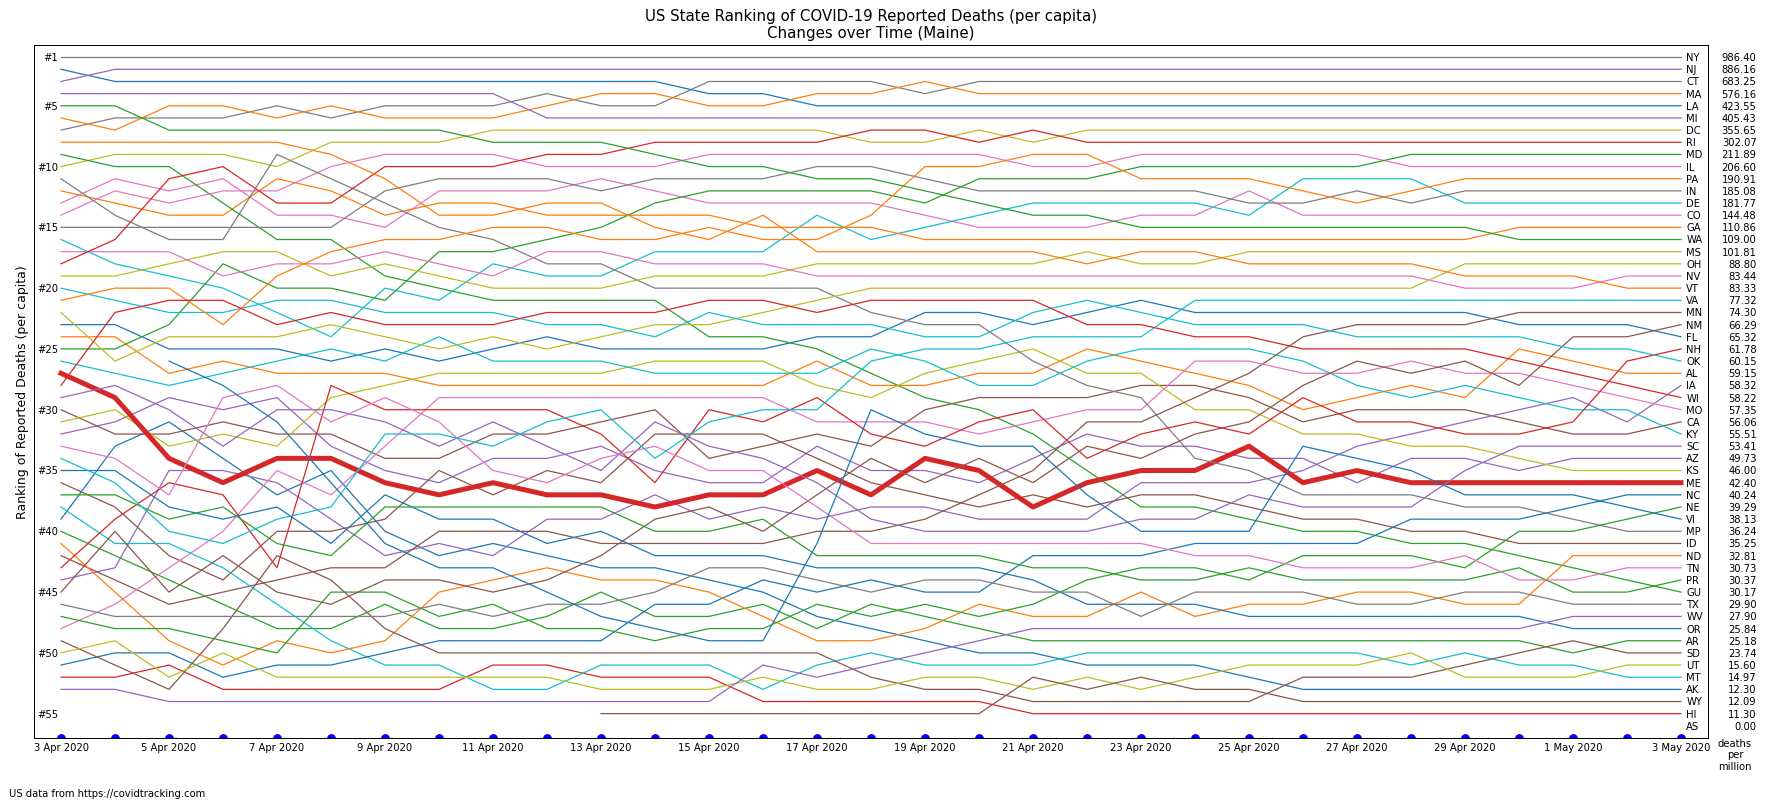 US State Ranking of COVID-19 Reported Deaths (per capita)
Changes over Time (Maine)
Ranking of Reported Deaths (per capita)
#1
#5
#10
#15
#20
#25
#30
#35
#40
#45
#50
#55
NY 986.40
NJ 886.16
CT 683.25
MA 576.16
LA 423.55
MI 405.43
DC 355.65
RI 302.07
MD 211.89
IL 206.60
PA 190.91
IN 185.08
DE 181.77
CO 144.48
GA 110.86
WA 109.00
MS 101.81
OH 88.80
NV 83.44
VT 83.33
VA 77.32
MN 74.30
NM 66.29
FL 65.32
NH 61.78
OK 60.15
AL 59.15
IA 58.32
WI 58.22
MO 57.35
CA 56.06
KY 55.51
SC 53.41
AZ 49.73
KS 46.00
ME 42.40
NC 40.24
NE 39.29
VI 38.13
MP 36.24
ID 35.25
ND 32.81
TN 30.73
PR 30.37
GU 30.17
TX 29.90
WV 27.90
OR 25.84
AR 25.18
SD 23.74
UT 15.60
MT 14.97
AK 12.30
WY 12.09
HI 11.30
AS 0.00
3 Apr 2020 5 Apr 2020 7 Apr 2020 9 Apr 2020 11 Apr 2020 13 Apr 2020 15 Apr 2020 17 Apr 2020 19 Apr 2020 21 Apr 2020 23 Apr 2020 25 Apr 2020 27 Apr 2020 29 Apr 2020 1 May 2020 3 May 2020
deaths
per
million
US data from https://covidtracking.com